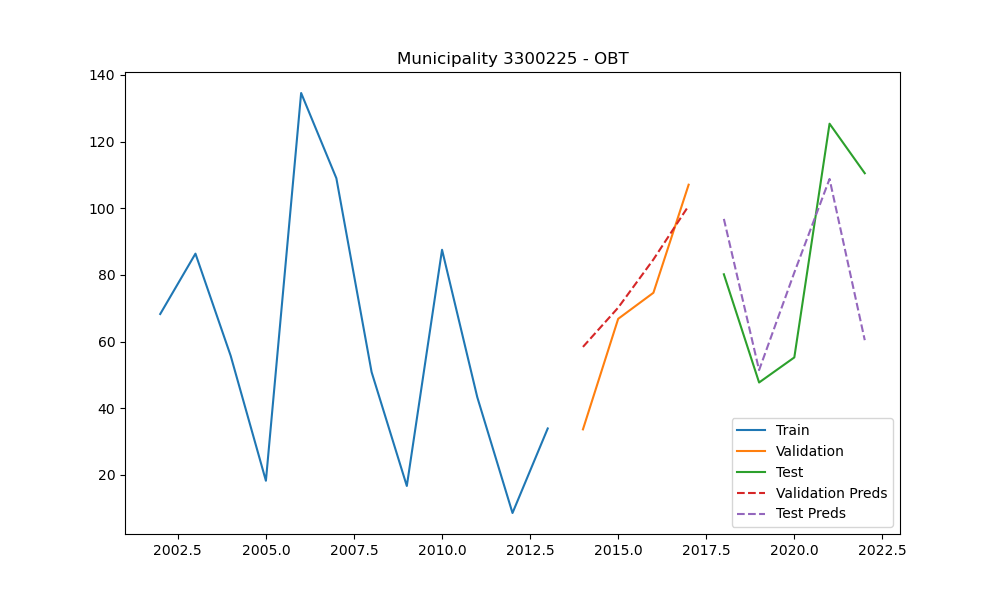 Municipality 3300225 - OBT
140
120
100
80
60
40
20
2002.5 2005.0 2007.5 2010.0 2012.5 2015.0 2017.5 2020.0 2022.5
Train
Validation
Test
Validation Preds
Test Preds